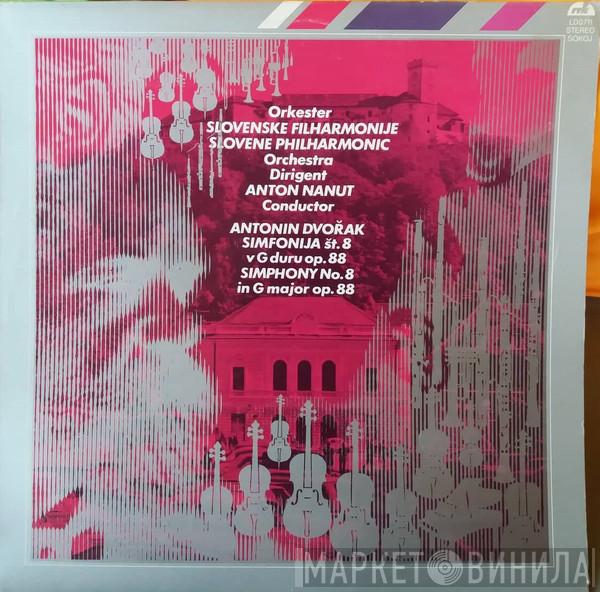 LD0711
STEREO
SOKOJ
Orkester
SLOVENSKE FILHARMONIJE
SLOVENE PHILHARMONIC
Orchestra
Dirigent
ANTON NANUT
Conductor
ANTONIN DVOŘAK
SIMFONIJA št. 8
v G duru op. 88
SYMPHONY No. 8
in G major op. 88
МАРКЕТ ВИНИЛА